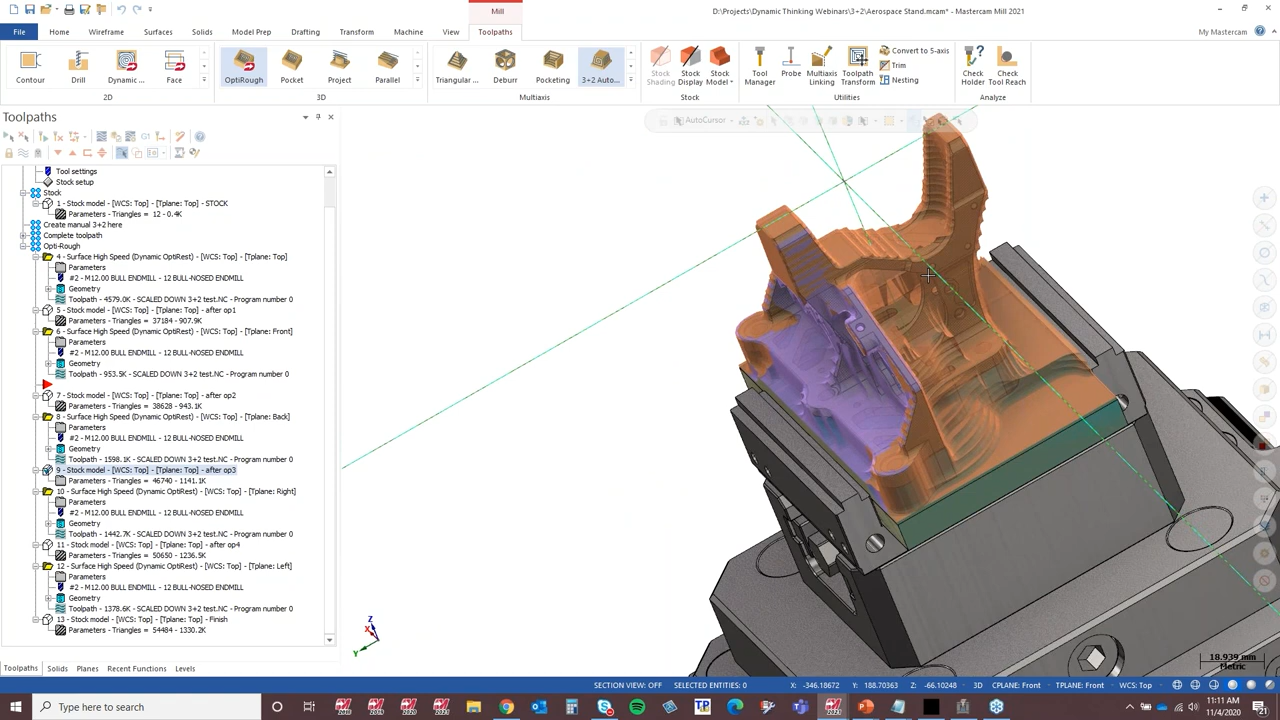 Mill
D:\Projects\Dynamic Thinking Webinars\3+2\Aerospace Stand.mcam* - Mastercam Mill 2021
File Home Wireframe Surfaces Solids Model Prep Drafting Transform Machine View Toolpaths
My Mastercam
Contour Drill Dynamic ... Face
OptiRough Pocket Project Parallel
Triangular ... Deburr Pocketing 3+2 Auto...
Stock Shading Stock Display Stock Model
Tool Manager Probe Multiaxis Linking Toolpath Transform
Convert to 5-axis
Trim
Nesting
Check Holder Check Tool Reach
2D 3D Multiaxis Stock Utilities Analyze
Toolpaths
AutoCursor
G1
Tool settings
Stock setup
Stock
1 - Stock model - [WCS: Top] - [Tplane: Top] - STOCK
Parameters - Triangles = 12 - 0.4K
Create manual 3+2 here
Complete toolpath
Opti-Rough
4 - Surface High Speed (Dynamic OptiRest) - [WCS: Top] - [Tplane: Top]
Parameters
#2 - M12.00 BULL ENDMILL - 12 BULL-NOSED ENDMILL
Geometry
Toolpath - 4579.0K - SCALED DOWN 3+2 test.NC - Program number 0
5 - Stock model - [WCS: Top] - [Tplane: Top] - after op1
Parameters - Triangles = 37184 - 907.9K
6 - Surface High Speed (Dynamic OptiRest) - [WCS: Top] - [Tplane: Front]
Parameters
#2 - M12.00 BULL ENDMILL - 12 BULL-NOSED ENDMILL
Geometry
Toolpath - 953.5K - SCALED DOWN 3+2 test.NC - Program number 0
7 - Stock model - [WCS: Top] - [Tplane: Top] - after op2
Parameters - Triangles = 38628 - 943.1K
8 - Surface High Speed (Dynamic OptiRest) - [WCS: Top] - [Tplane: Back]
Parameters
#2 - M12.00 BULL ENDMILL - 12 BULL-NOSED ENDMILL
Geometry
Toolpath - 1598.1K - SCALED DOWN 3+2 test.NC - Program number 0
9 - Stock model - [WCS: Top] - [Tplane: Top] - after op3
Parameters - Triangles = 46740 - 1141.1K
10 - Surface High Speed (Dynamic OptiRest) - [WCS: Top] - [Tplane: Right]
Parameters
#2 - M12.00 BULL ENDMILL - 12 BULL-NOSED ENDMILL
Geometry
Toolpath - 1442.7K - SCALED DOWN 3+2 test.NC - Program number 0
11 - Stock model - [WCS: Top] - [Tplane: Top] - after op4
Parameters - Triangles = 50650 - 1236.5K
12 - Surface High Speed (Dynamic OptiRest) - [WCS: Top] - [Tplane: Left]
Parameters
#2 - M12.00 BULL ENDMILL - 12 BULL-NOSED ENDMILL
Geometry
Toolpath - 1378.6K - SCALED DOWN 3+2 test.NC - Program number 0
13 - Stock model - [WCS: Top] - [Tplane: Top] - Finish
Parameters - Triangles = 54484 - 1330.2K
Z
X
Y
18.939 mm
Metric
Toolpaths Solids Planes Recent Functions Levels
SECTION VIEW: OFF SELECTED ENTITIES: 0 X: -346.18672 Y: 188.70363 Z: -66.10248 3D CPLANE: Front TPLANE: Front WCS: Top
Type here to search
2018 2019 2020 2021
2021
11:11 AM
11/4/2020